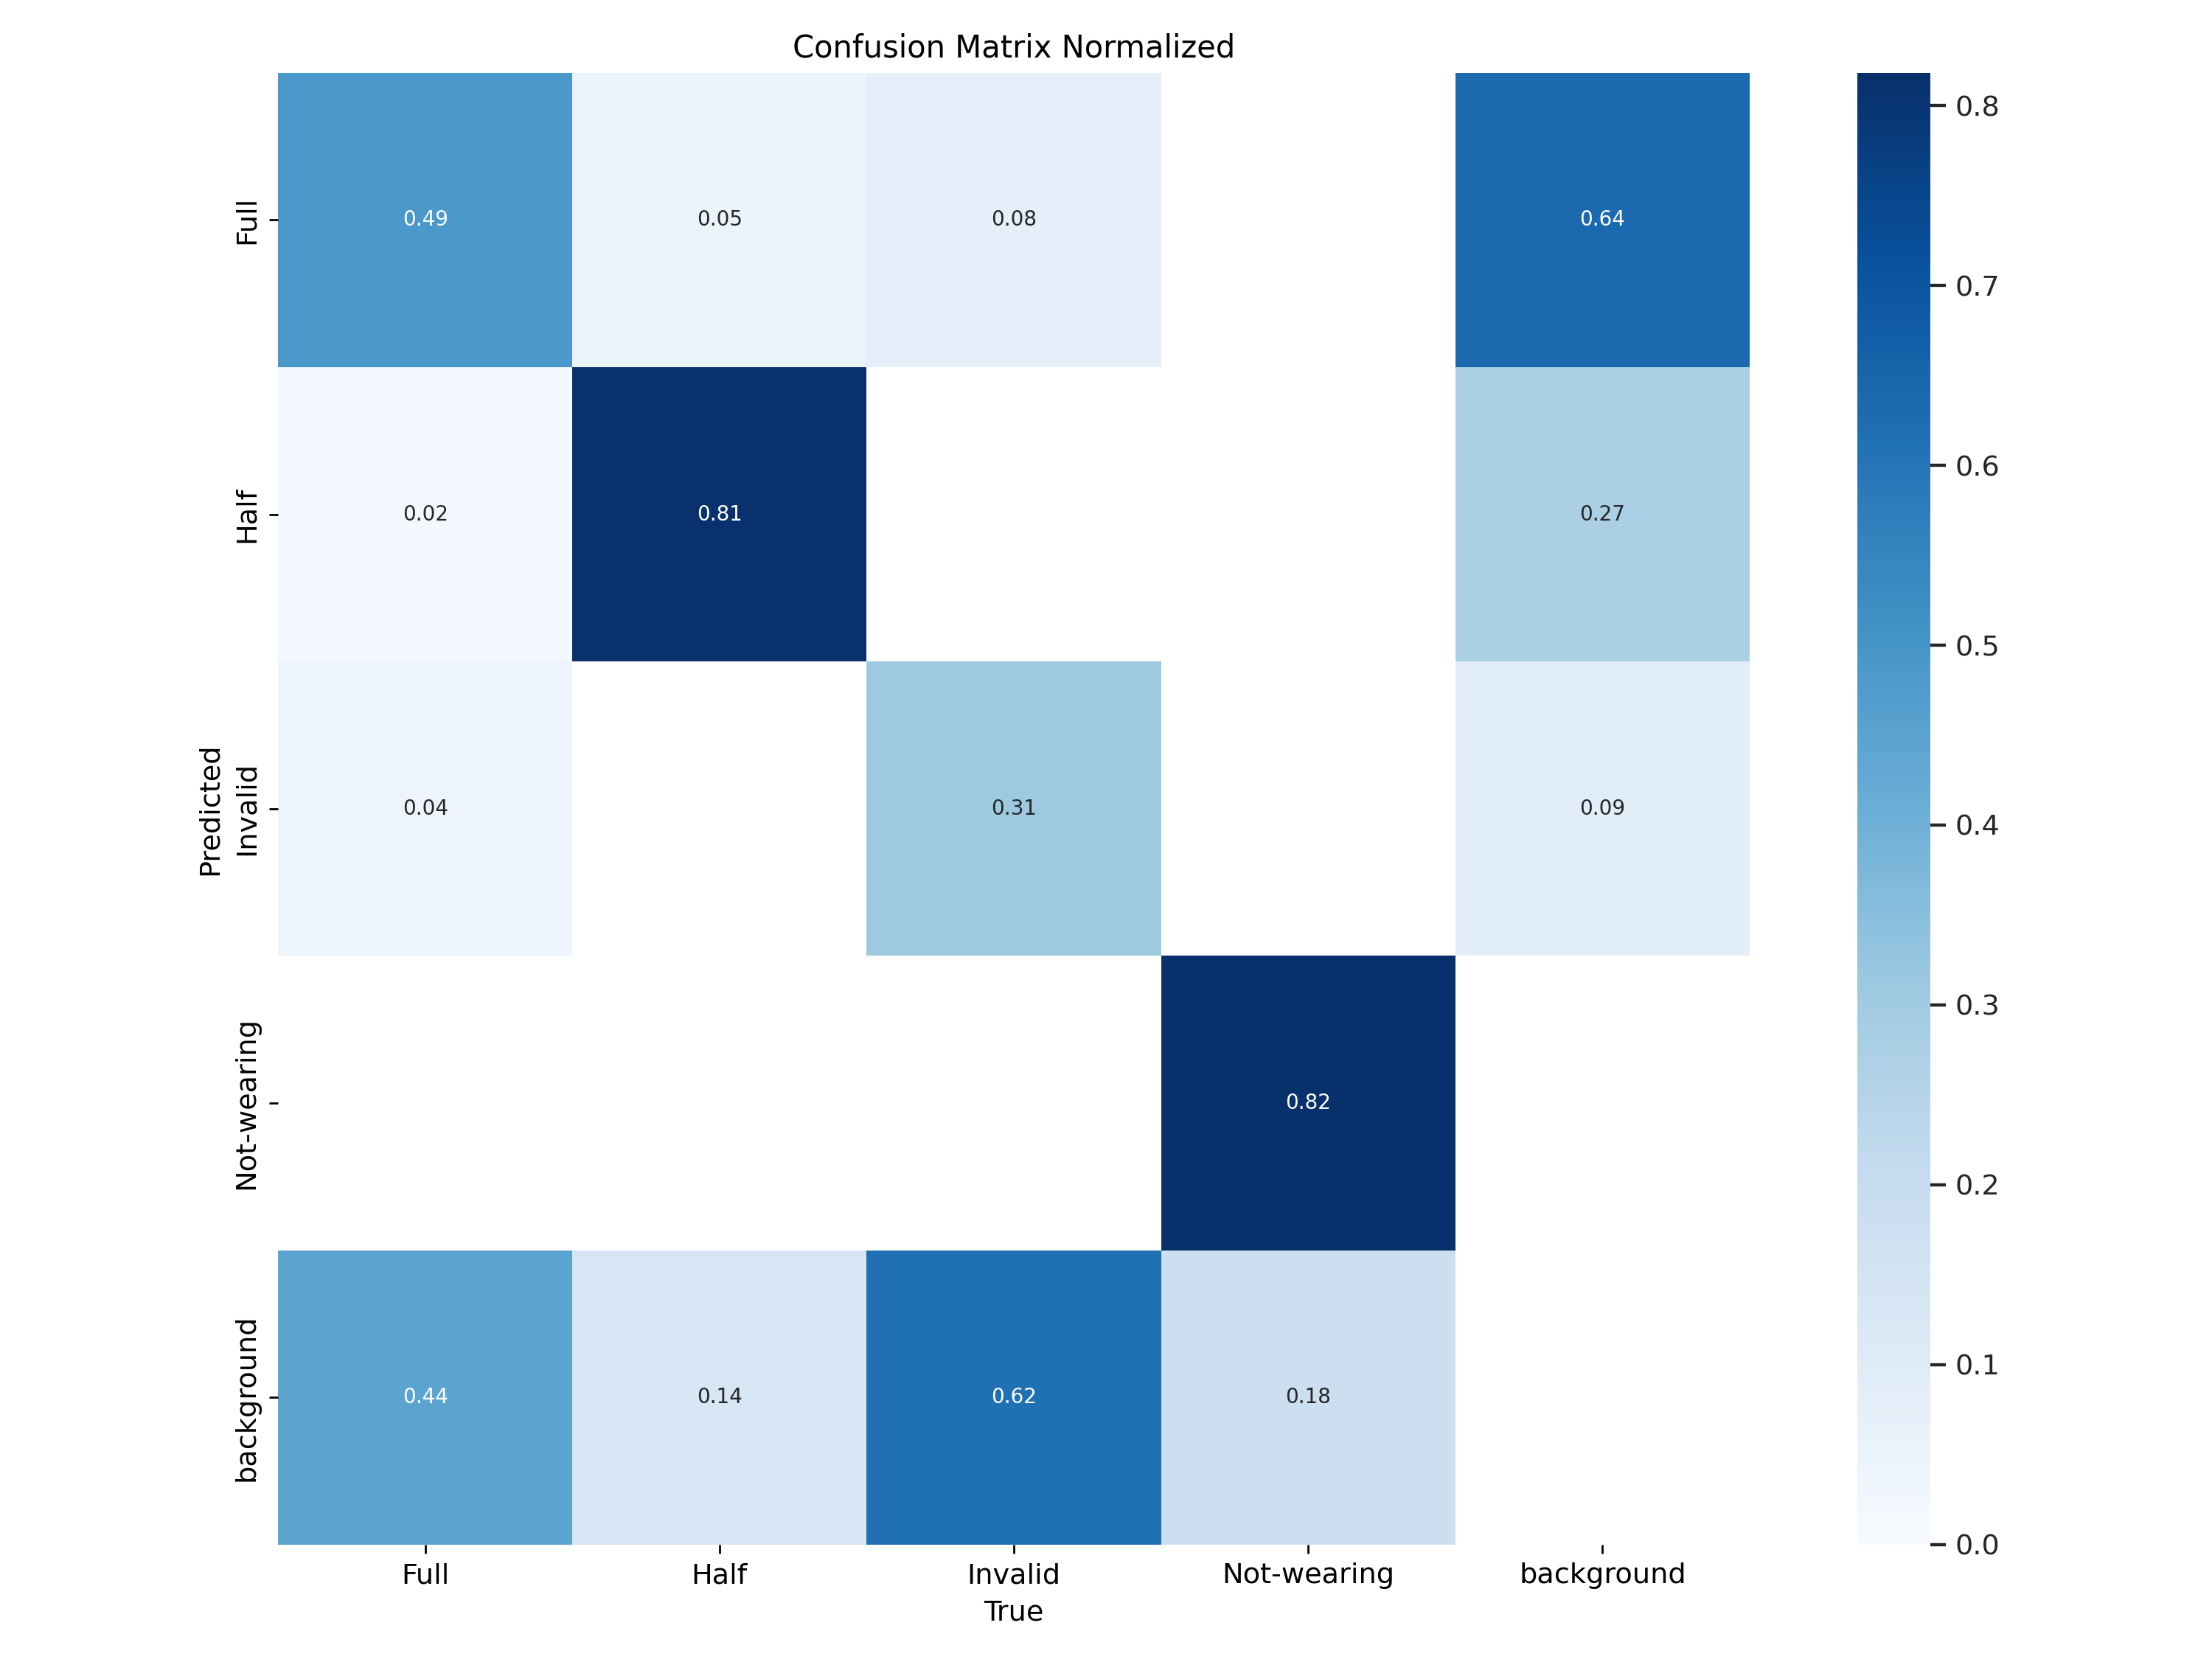 Confusion Matrix Normalized
Predicted
Full
0.49 0.05 0.08 0.64
Half
0.02 0.81 0.27
Invalid
0.04 0.31 0.09
Not-wearing
0.82
background
0.44 0.14 0.62 0.18
Full Half Invalid Not-wearing background
True
0.8
0.7
0.6
0.5
0.4
0.3
0.2
0.1
0.0